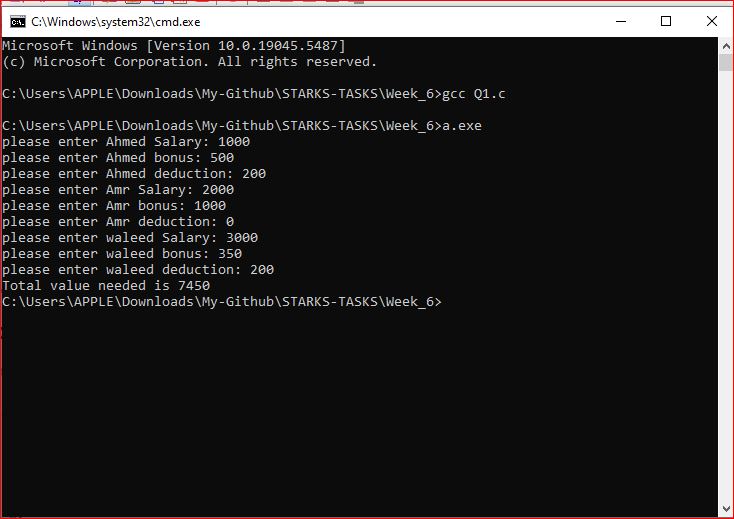 C:\Windows\system32\cmd.exe
Microsoft Windows [Version 10.0.19045.5487]
(c) Microsoft Corporation. All rights reserved.
C:\Users\APPLE\Downloads\My-Github\STARKS-TASKS\Week_6>gcc Q1.c
C:\Users\APPLE\Downloads\My-Github\STARKS-TASKS\Week_6>a.exe
please enter Ahmed Salary: 1000
please enter Ahmed bonus: 500
please enter Ahmed deduction: 200
please enter Amr Salary: 2000
please enter Amr bonus: 1000
please enter Amr deduction: 0
please enter waleed Salary: 3000
please enter waleed bonus: 350
please enter waleed deduction: 200
Total value needed is 7450
C:\Users\APPLE\Downloads\My-Github\STARKS-TASKS\Week_6>